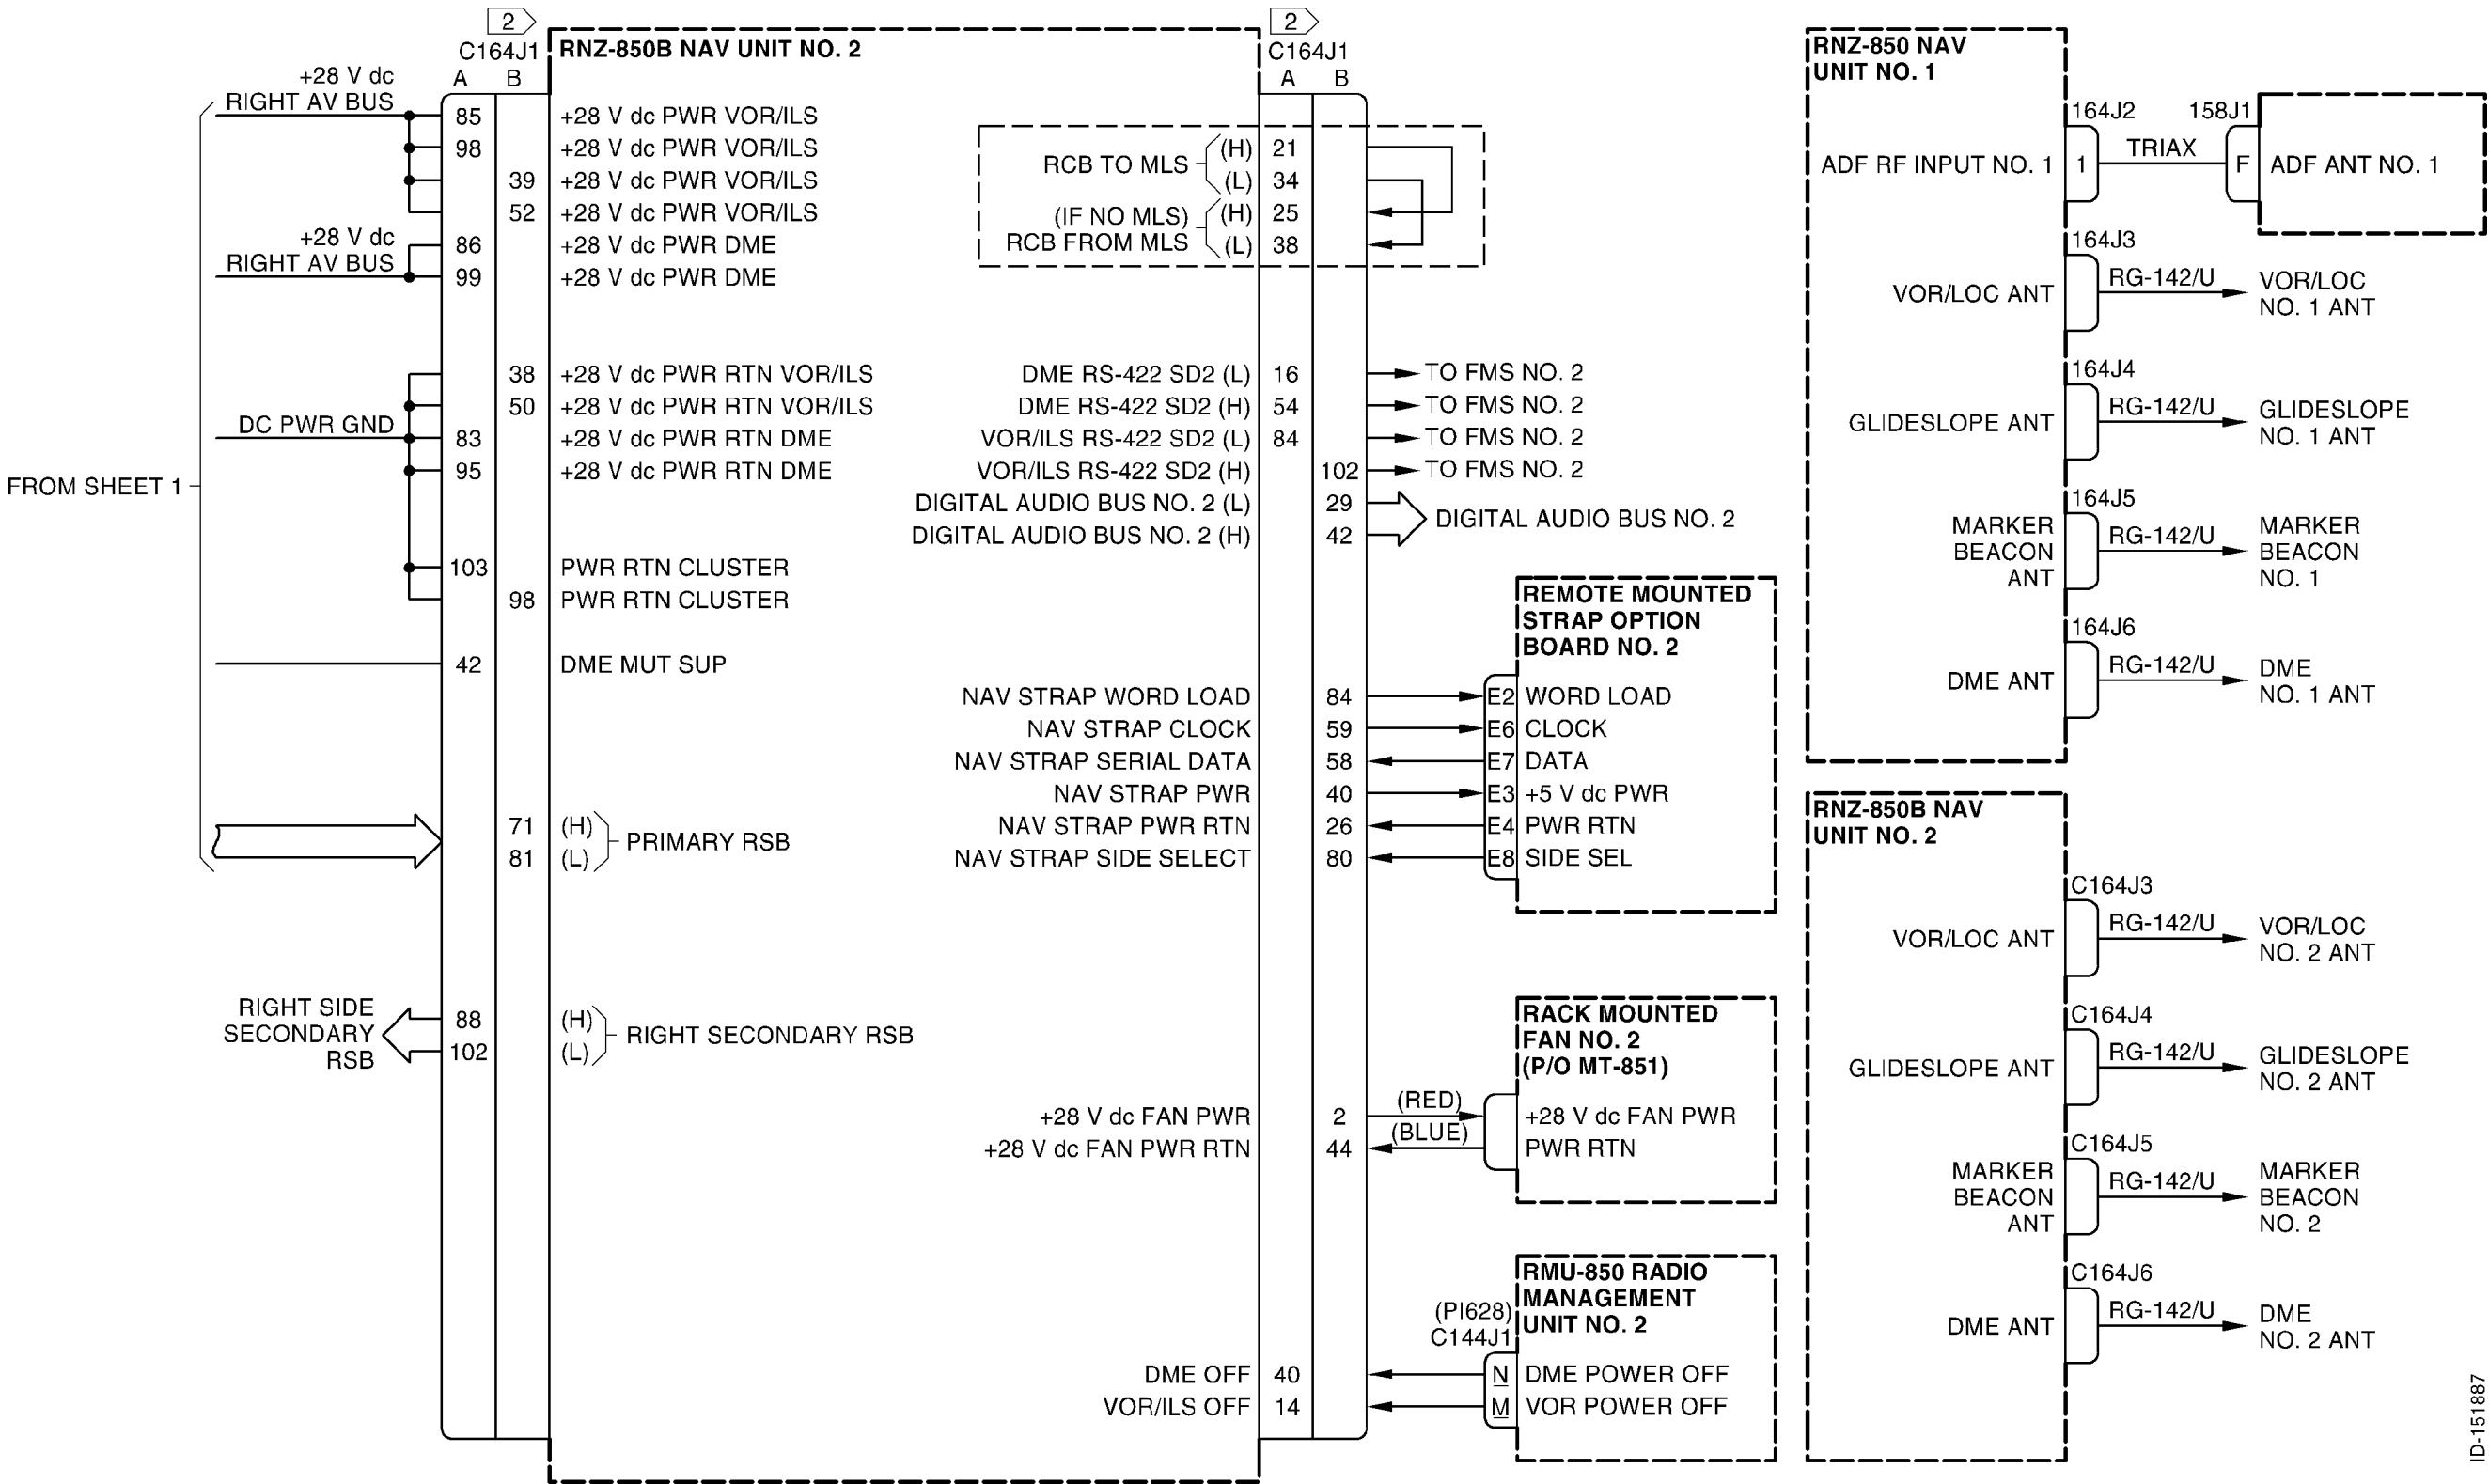 2
C164J1
A B
RNZ-850B NAV UNIT NO. 2
+28 V dc
RIGHT AV BUS
85 +28 V dc PWR VOR/ILS
98 +28 V dc PWR VOR/ILS
39 +28 V dc PWR VOR/ILS
52 +28 V dc PWR VOR/ILS
+28 V dc
RIGHT AV BUS
86 +28 V dc PWR DME
99 +28 V dc PWR DME
38 +28 V dc PWR RTN VOR/ILS
50 +28 V dc PWR RTN VOR/ILS
DC PWR GND
83 +28 V dc PWR RTN DME
95 +28 V dc PWR RTN DME
FROM SHEET 1
103 PWR RTN CLUSTER
98 PWR RTN CLUSTER
42 DME MUT SUP
71 (H)
81 (L)
PRIMARY RSB
RIGHT SIDE
SECONDARY
RSB
88 (H)
102 (L)
RIGHT SECONDARY RSB
2
C164J1
A B
RCB TO MLS
(H) 21
(L) 34
(IF NO MLS)
RCB FROM MLS
(H) 25
(L) 38
DME RS-422 SD2 (L) 16 TO FMS NO. 2
DME RS-422 SD2 (H) 54 TO FMS NO. 2
VOR/ILS RS-422 SD2 (L) 84 TO FMS NO. 2
VOR/ILS RS-422 SD2 (H) 102 TO FMS NO. 2
DIGITAL AUDIO BUS NO. 2 (L) 29
DIGITAL AUDIO BUS NO. 2 (H) 42
DIGITAL AUDIO BUS NO. 2
REMOTE MOUNTED
STRAP OPTION
BOARD NO. 2
NAV STRAP WORD LOAD 84 E2 WORD LOAD
NAV STRAP CLOCK 59 E6 CLOCK
NAV STRAP SERIAL DATA 58 E7 DATA
NAV STRAP PWR 40 E3 +5 V dc PWR
NAV STRAP PWR RTN 26 E4 PWR RTN
NAV STRAP SIDE SELECT 80 E8 SIDE SEL
RACK MOUNTED
FAN NO. 2
(P/O MT-851)
+28 V dc FAN PWR 2 (RED) +28 V dc FAN PWR
+28 V dc FAN PWR RTN 44 (BLUE) PWR RTN
RMU-850 RADIO
MANAGEMENT
UNIT NO. 2
(PI628)
C144J1
DME OFF 40 N DME POWER OFF
VOR/ILS OFF 14 M VOR POWER OFF
RNZ-850 NAV
UNIT NO. 1
164J2 158J1
ADF RF INPUT NO. 1 1 TRIAX F ADF ANT NO. 1
164J3
VOR/LOC ANT RG-142/U VOR/LOC
NO. 1 ANT
164J4
GLIDESLOPE ANT RG-142/U GLIDESLOPE
NO. 1 ANT
164J5
MARKER
BEACON
ANT
RG-142/U
MARKER
BEACON
NO. 1
164J6
DME ANT RG-142/U DME
NO. 1 ANT
RNZ-850B NAV
UNIT NO. 2
C164J3
VOR/LOC ANT RG-142/U VOR/LOC
NO. 2 ANT
C164J4
GLIDESLOPE ANT RG-142/U GLIDESLOPE
NO. 2 ANT
C164J5
MARKER
BEACON
ANT
RG-142/U
MARKER
BEACON
NO. 2
C164J6
DME ANT RG-142/U DME
NO. 2 ANT
ID-151887